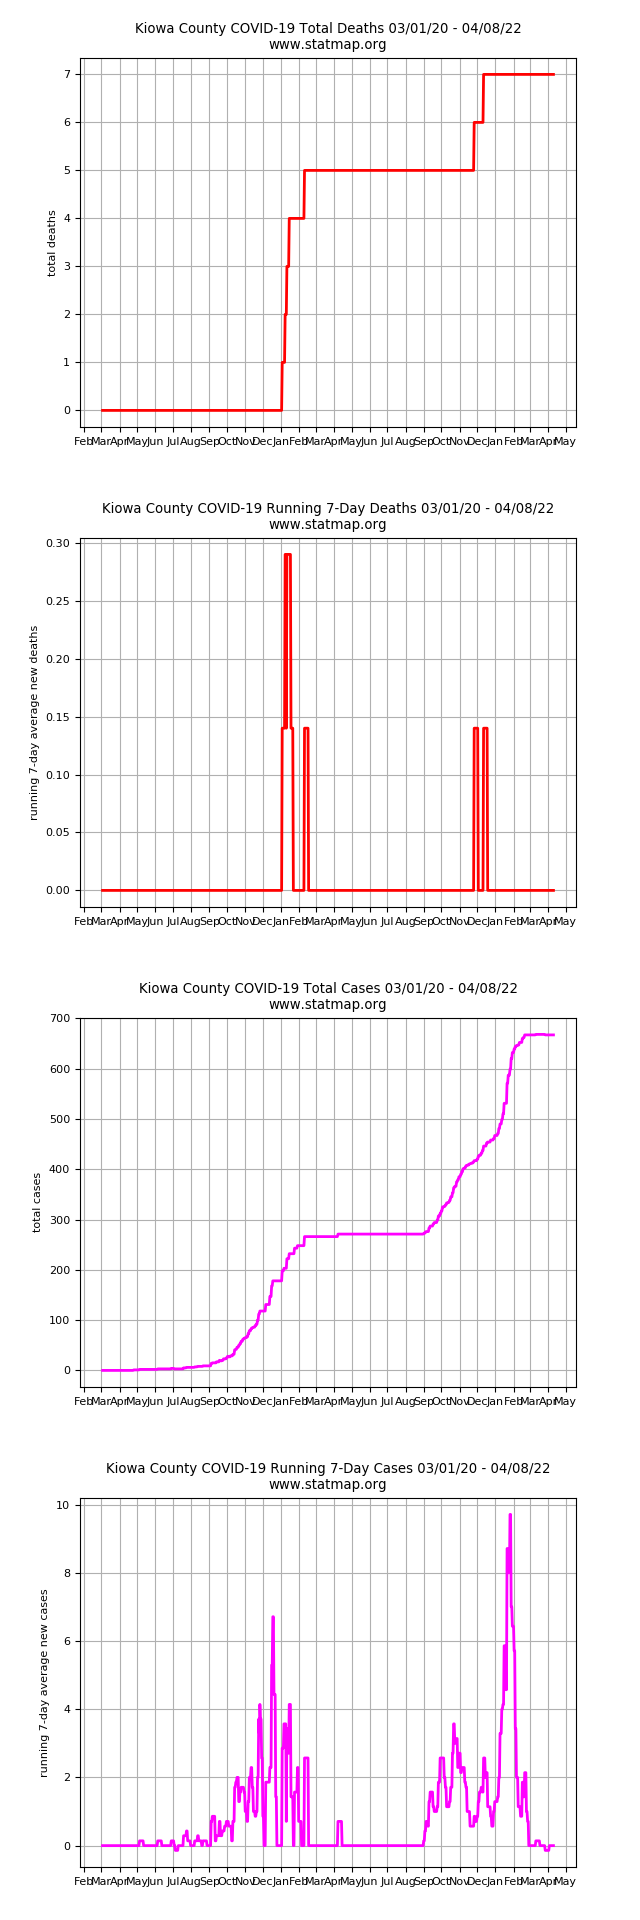 Kiowa County COVID-19 Total Deaths 03/01/20 - 04/08/22
www.statmap.org
7
6
5
4
3
2
1
0
total deaths
Feb Mar Apr May Jun Jul Aug Sep Oct Nov Dec Jan Feb Mar Apr May Jun Jul Aug Sep Oct Nov Dec Jan Feb Mar Apr May
Kiowa County COVID-19 Running 7-Day Deaths 03/01/20 - 04/08/22
www.statmap.org
0.30
0.25
0.20
0.15
0.10
0.05
0.00
running 7-day average new deaths
Feb Mar Apr May Jun Jul Aug Sep Oct Nov Dec Jan Feb Mar Apr May Jun Jul Aug Sep Oct Nov Dec Jan Feb Mar Apr May
Kiowa County COVID-19 Total Cases 03/01/20 - 04/08/22
www.statmap.org
700
600
500
400
300
200
100
0
total cases
Feb Mar Apr May Jun Jul Aug Sep Oct Nov Dec Jan Feb Mar Apr May Jun Jul Aug Sep Oct Nov Dec Jan Feb Mar Apr May
Kiowa County COVID-19 Running 7-Day Cases 03/01/20 - 04/08/22
www.statmap.org
10
8
6
4
2
0
running 7-day average new cases
Feb Mar Apr May Jun Jul Aug Sep Oct Nov Dec Jan Feb Mar Apr May Jun Jul Aug Sep Oct Nov Dec Jan Feb Mar Apr May